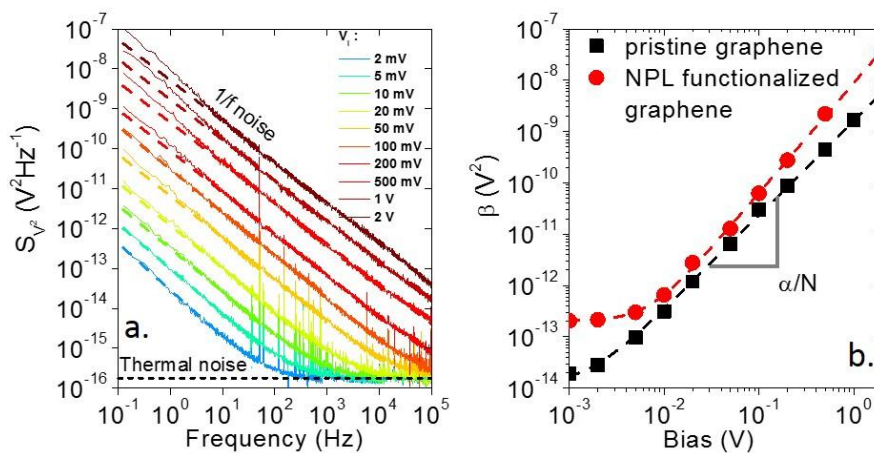 10⁻⁷
10⁻⁸
10⁻⁹
10⁻¹⁰
10⁻¹¹
10⁻¹²
10⁻¹³
10⁻¹⁴
10⁻¹⁵
10⁻¹⁶
S_V² (V²Hz⁻¹)
V_i :
2 mV
5 mV
10 mV
20 mV
50 mV
100 mV
200 mV
500 mV
1 V
2 V
1/f noise
a.
Thermal noise
10⁻¹ 10⁰ 10¹ 10² 10³ 10⁴ 10⁵
Frequency (Hz)
10⁻⁷
10⁻⁸
10⁻⁹
10⁻¹⁰
10⁻¹¹
10⁻¹²
10⁻¹³
10⁻¹⁴
β (V²)
pristine graphene
NPL functionalized
graphene
α/N
b.
10⁻³ 10⁻² 10⁻¹ 10⁰
Bias (V)